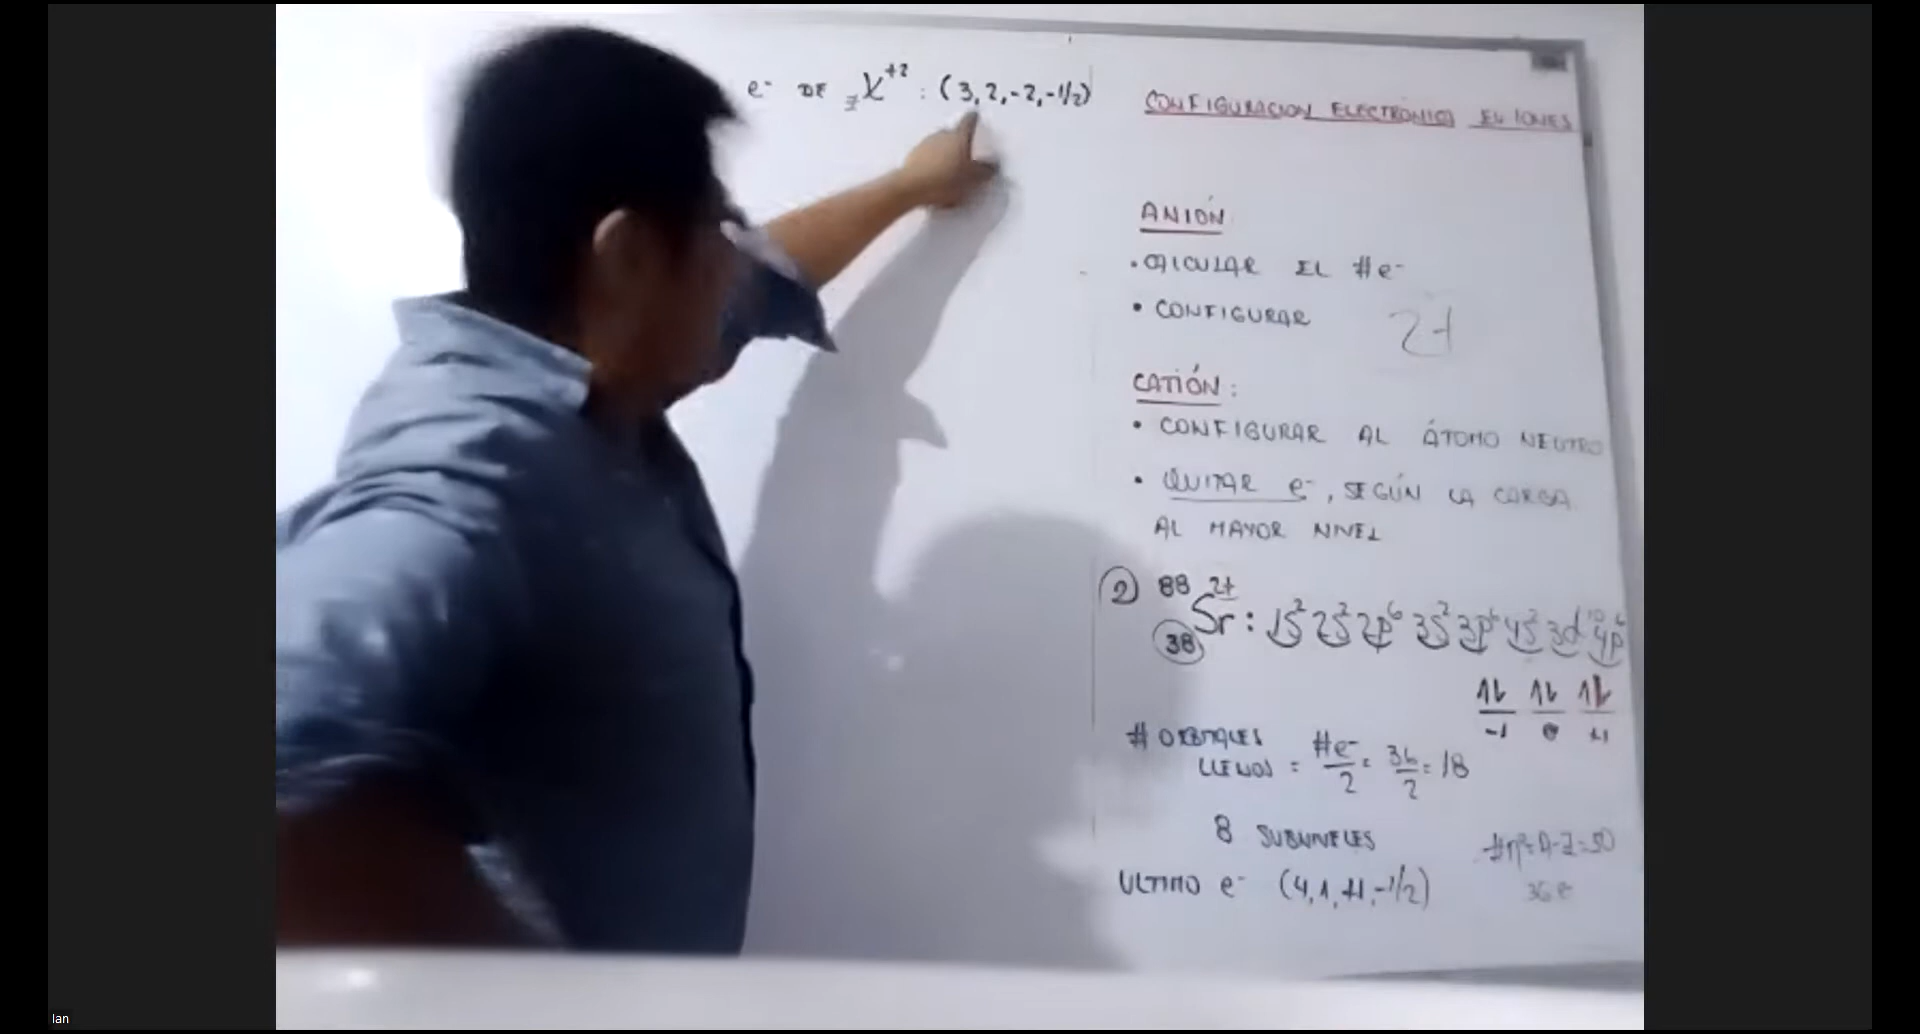 e⁻ DE zX⁺² : (3,2,-2,-1/2)
CONFIGURACION ELECTRÓNICA EN IONES
ANIÓN:
• CALCULAR EL #e⁻
• CONFIGURAR
2+
CATIÓN:
• CONFIGURAR AL ÁTOMO NEUTRO
• QUITAR e⁻, SEGÚN LA CARGA
AL MAYOR NIVEL
② 88 38 Sr 2+ : 1s² 2s² 2p⁶ 3s² 3p⁶ 4s² 3d¹⁰ 4p⁶
↑↓ ↑↓ ↑↓
-1 0 +1
# ORBITALES
LLENOS = #e⁻/2 = 36/2 = 18
8 SUBNIVELES
#n° = A-Z = 50
36 e⁻
ULTIMO e⁻ (4,1,+1,-1/2)
Ian